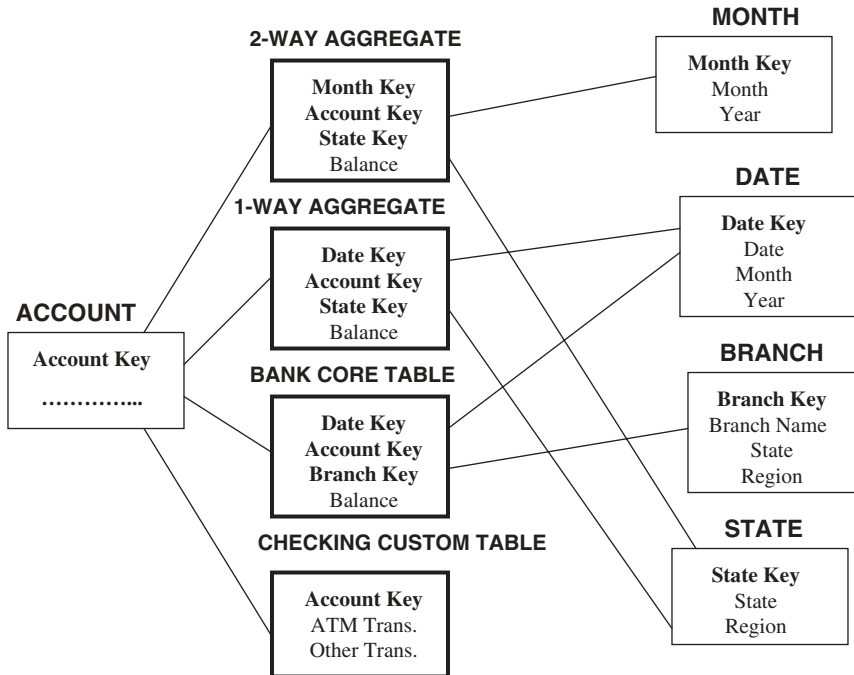 ACCOUNT
Account Key
…………...
2-WAY AGGREGATE
Month Key
Account Key
State Key
Balance
1-WAY AGGREGATE
Date Key
Account Key
State Key
Balance
BANK CORE TABLE
Date Key
Account Key
Branch Key
Balance
CHECKING CUSTOM TABLE
Account Key
ATM Trans.
Other Trans.
MONTH
Month Key
Month
Year
DATE
Date Key
Date
Month
Year
BRANCH
Branch Key
Branch Name
State
Region
STATE
State Key
State
Region